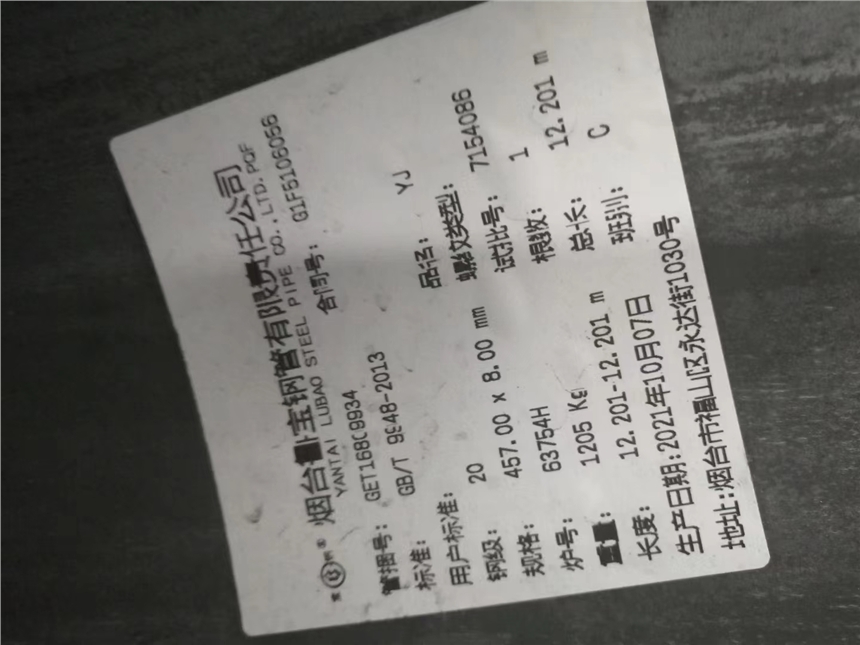 烟台鲁宝钢管有限责任公司
YANTAI LUBAO STEEL PIPE CO.,LTD.PQF
管捆号: GET168C9934 合同号: G1F5106066
标准: GB/T 9948-2013
用户标准: 品名: YJ
钢级: 20 螺纹类型:
规格: 457.00 x 8.00 mm 试批号: 7154086
炉号: 63754H 根数: 1
重量: 1205 Kg 总长: 12.201 m
长度: 12.201-12.201 m 班别: C
生产日期:2021年10月07日
地址:烟台市福山区永达街1030号